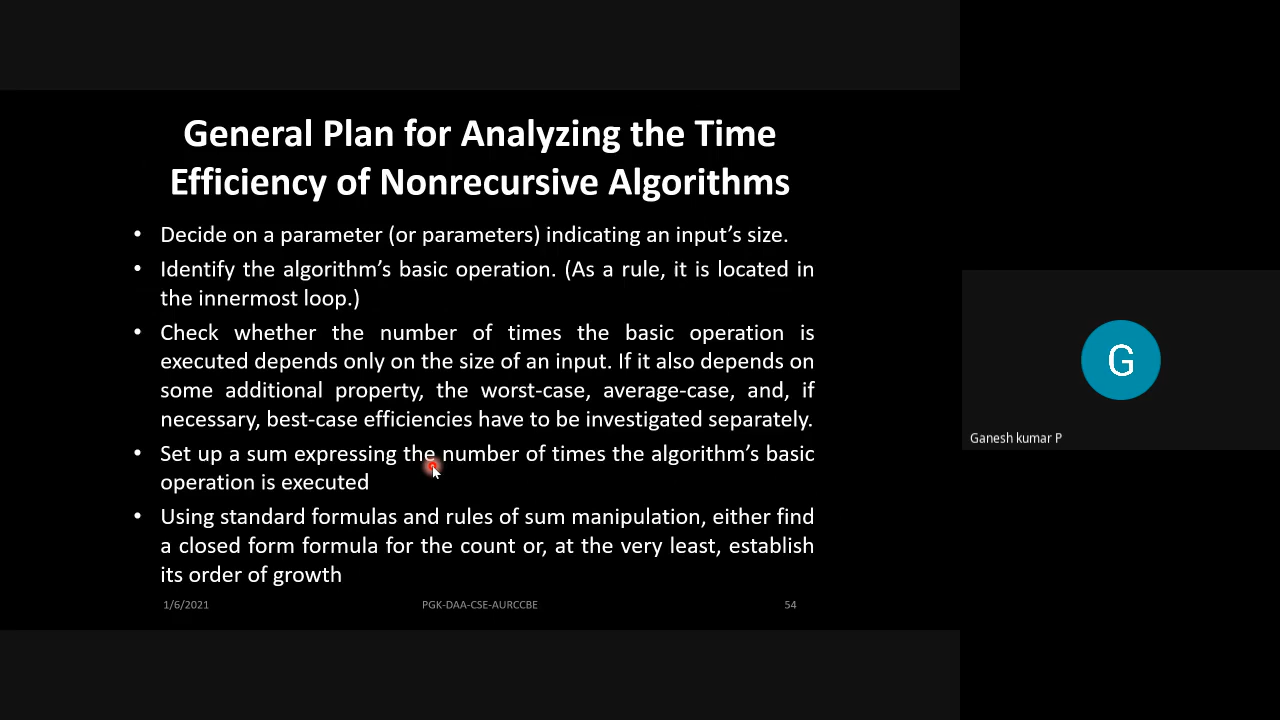 General Plan for Analyzing the Time
Efficiency of Nonrecursive Algorithms
• Decide on a parameter (or parameters) indicating an input’s size.
• Identify the algorithm’s basic operation. (As a rule, it is located in
the innermost loop.)
• Check whether the number of times the basic operation is
executed depends only on the size of an input. If it also depends on
some additional property, the worst-case, average-case, and, if
necessary, best-case efficiencies have to be investigated separately.
• Set up a sum expressing the number of times the algorithm’s basic
operation is executed
• Using standard formulas and rules of sum manipulation, either find
a closed form formula for the count or, at the very least, establish
its order of growth
1/6/2021 PGK-DAA-CSE-AURCCBE 54
G
Ganesh kumar P